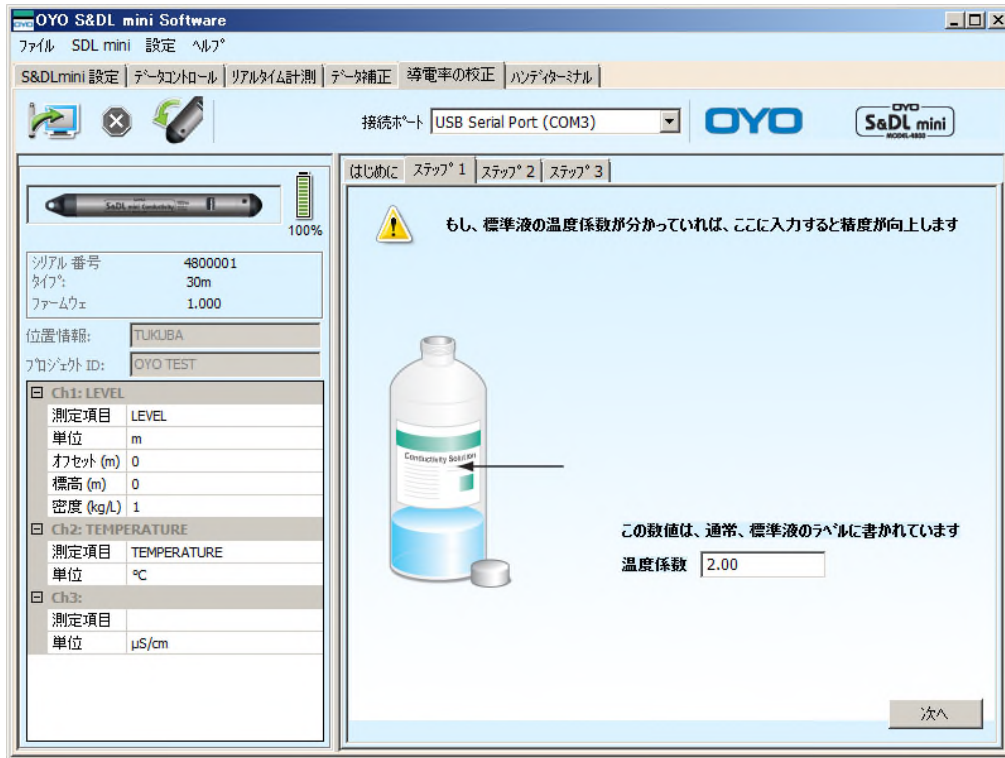 OYO S&DL mini Software
ファイル SDL mini 設定 ヘルプ
S&DLmini 設定 データコントロール リアルタイム計測 データ補正 導電率の校正 ハンディターミナル
接続ポート USB Serial Port (COM3)
OYO
OYO
S&DL mini
MODEL-4800
はじめに ステップ 1 ステップ 2 ステップ 3
100%
もし、標準液の温度係数が分かっていれば、ここに入力すると精度が向上します
シリアル 番号 4800001
タイプ: 30m
ファームウェ 1.000
位置情報: TUKUBA
プロジェクト ID: OYO TEST
Ch1: LEVEL
測定項目 LEVEL
単位 m
オフセット (m) 0
標高 (m) 0
密度 (kg/L) 1
Ch2: TEMPERATURE
測定項目 TEMPERATURE
単位 °C
Ch3:
測定項目
単位 µS/cm
Conductivity Solution
この数値は、通常、標準液のラベルに書かれています
温度係数 2.00
次へ